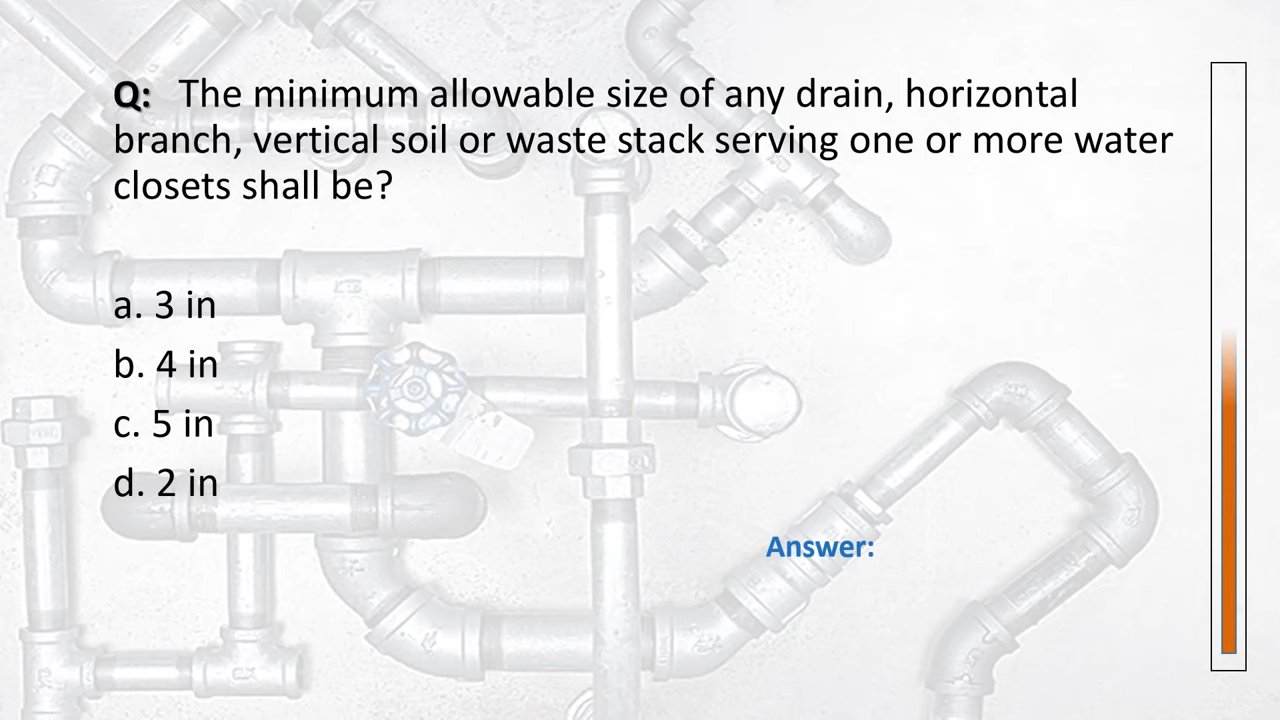 Q: The minimum allowable size of any drain, horizontal
branch, vertical soil or waste stack serving one or more water
closets shall be?
a. 3 in
b. 4 in
c. 5 in
d. 2 in
Answer: